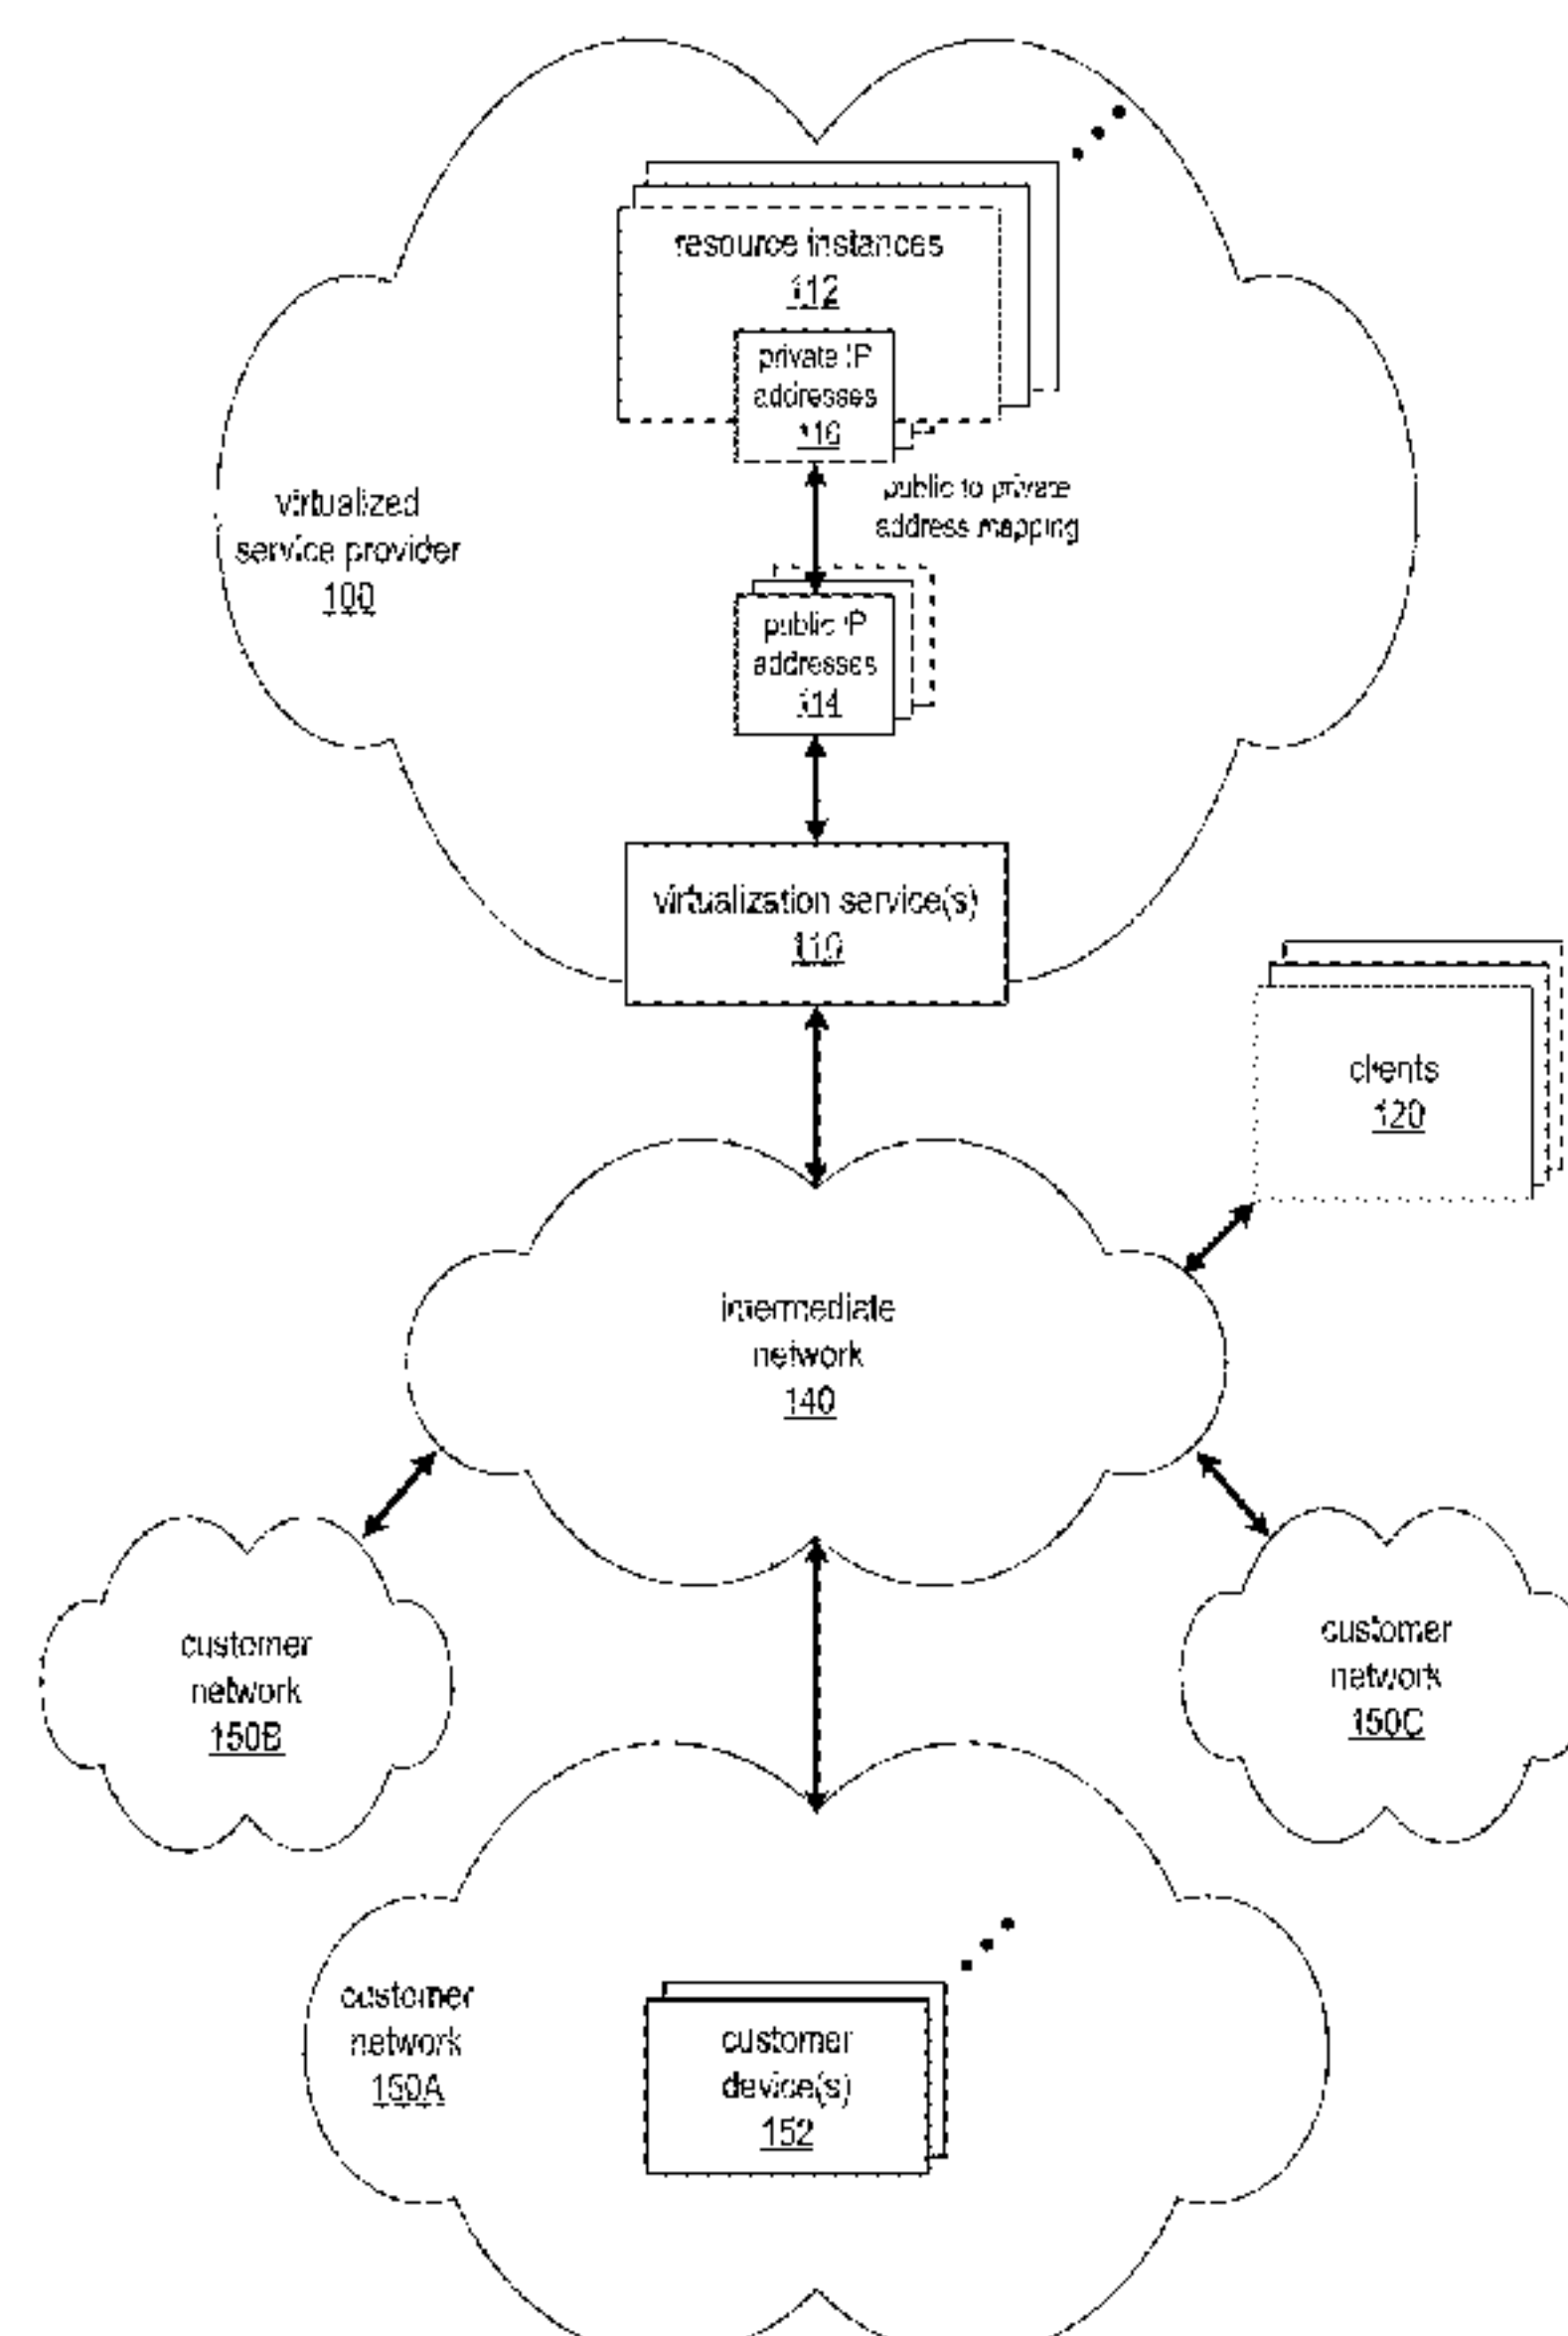 resource instances
112
private IP
addresses
116
public to private
address mapping
virtualized
service provider
100
public IP
addresses
114
virtualization service(s)
110
clients
120
intermediate
network
140
customer
network
150B
customer
network
150C
customer
network
150A
customer
device(s)
152